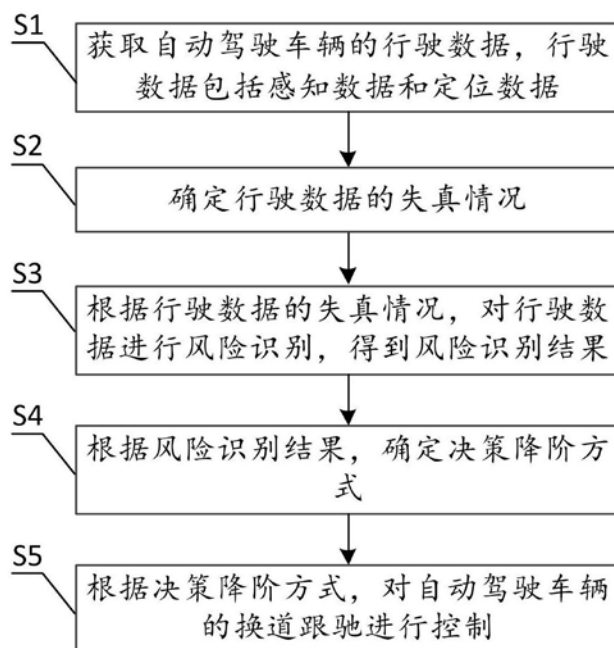 S1
获取自动驾驶车辆的行驶数据，行驶
数据包括感知数据和定位数据
S2
确定行驶数据的失真情况
S3
根据行驶数据的失真情况，对行驶数
据进行风险识别，得到风险识别结果
S4
根据风险识别结果，确定决策降阶方
式
S5
根据决策降阶方式，对自动驾驶车辆
的换道跟驰进行控制